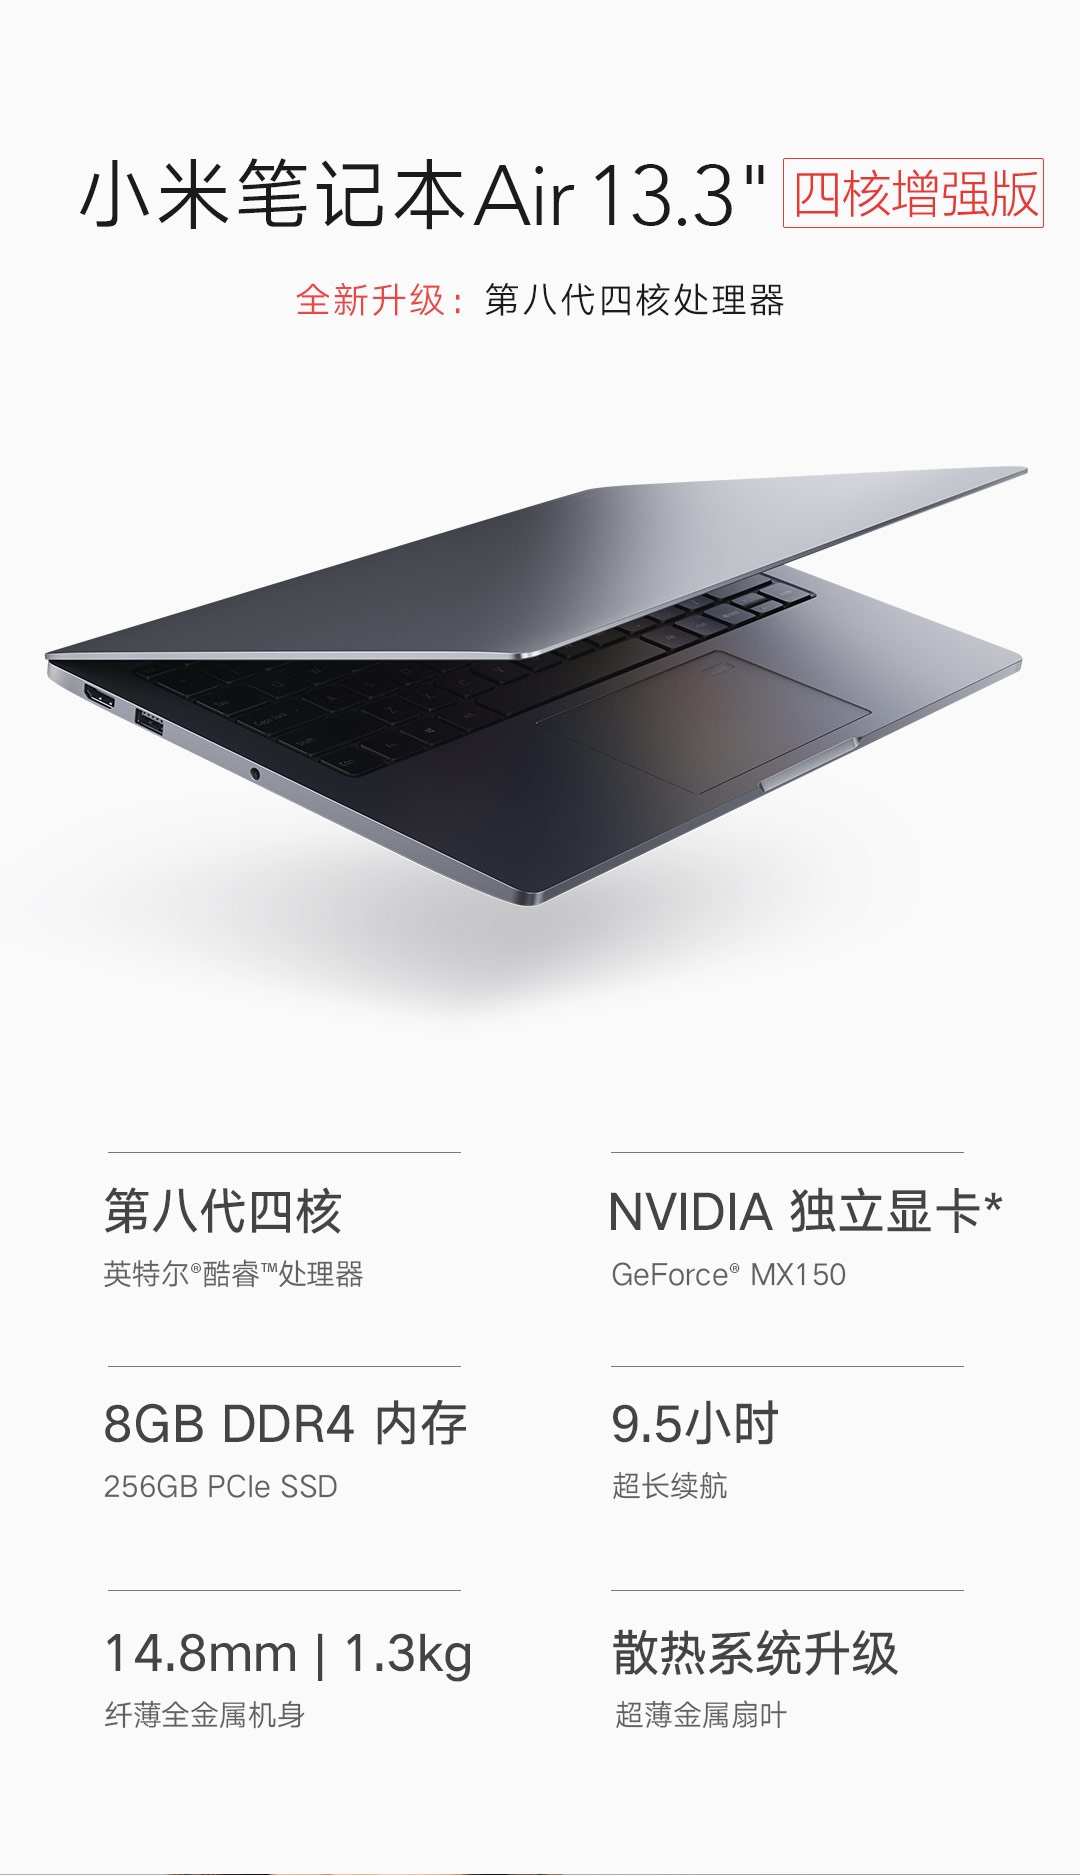 小米笔记本Air 13.3" 四核增强版
全新升级：第八代四核处理器
第八代四核
英特尔®酷睿™处理器
NVIDIA 独立显卡*
GeForce® MX150
8GB DDR4 内存
256GB PCIe SSD
9.5小时
超长续航
14.8mm | 1.3kg
纤薄全金属机身
散热系统升级
超薄金属扇叶